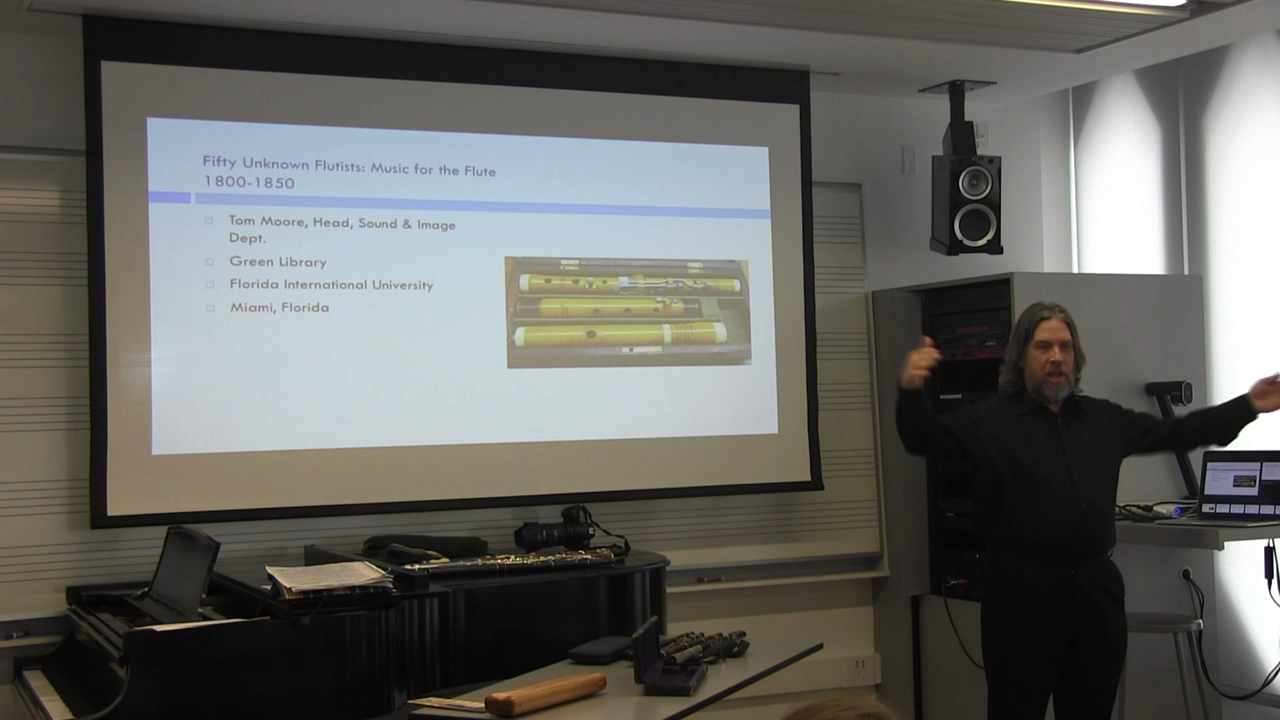 Fifty Unknown Flutists: Music for the Flute
1800-1850
Tom Moore, Head, Sound & Image
Dept.
Green Library
Florida International University
Miami, Florida